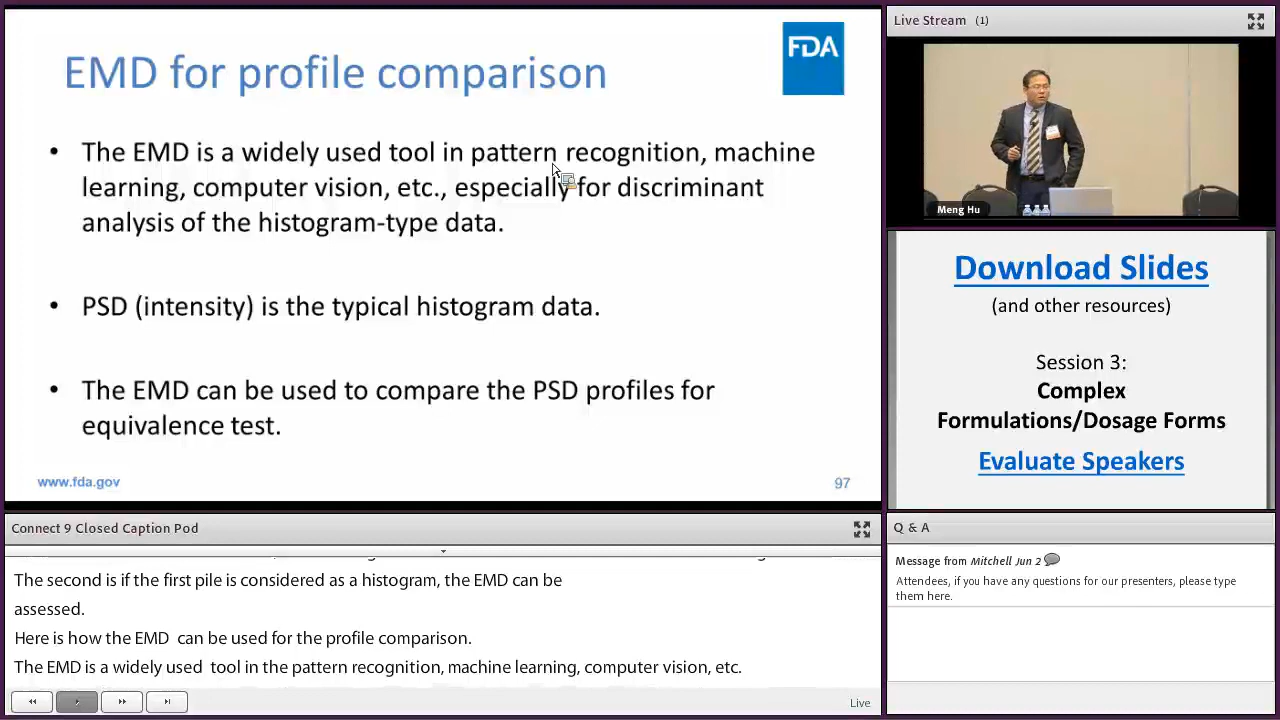 EMD for profile comparison
FDA
• The EMD is a widely used tool in pattern recognition, machine
learning, computer vision, etc., especially for discriminant
analysis of the histogram-type data.
• PSD (intensity) is the typical histogram data.
• The EMD can be used to compare the PSD profiles for
equivalence test.
www.fda.gov
97
Live Stream (1)
Meng Hu
Download Slides
(and other resources)
Session 3:
Complex
Formulations/Dosage Forms
Evaluate Speakers
Connect 9 Closed Caption Pod
The second is if the first pile is considered as a histogram, the EMD can be
assessed.
Here is how the EMD can be used for the profile comparison.
The EMD is a widely used tool in the pattern recognition, machine learning, computer vision, etc.
Live
Q & A
Message from Mitchell Jun 2
Attendees, if you have any questions for our presenters, please type
them here.